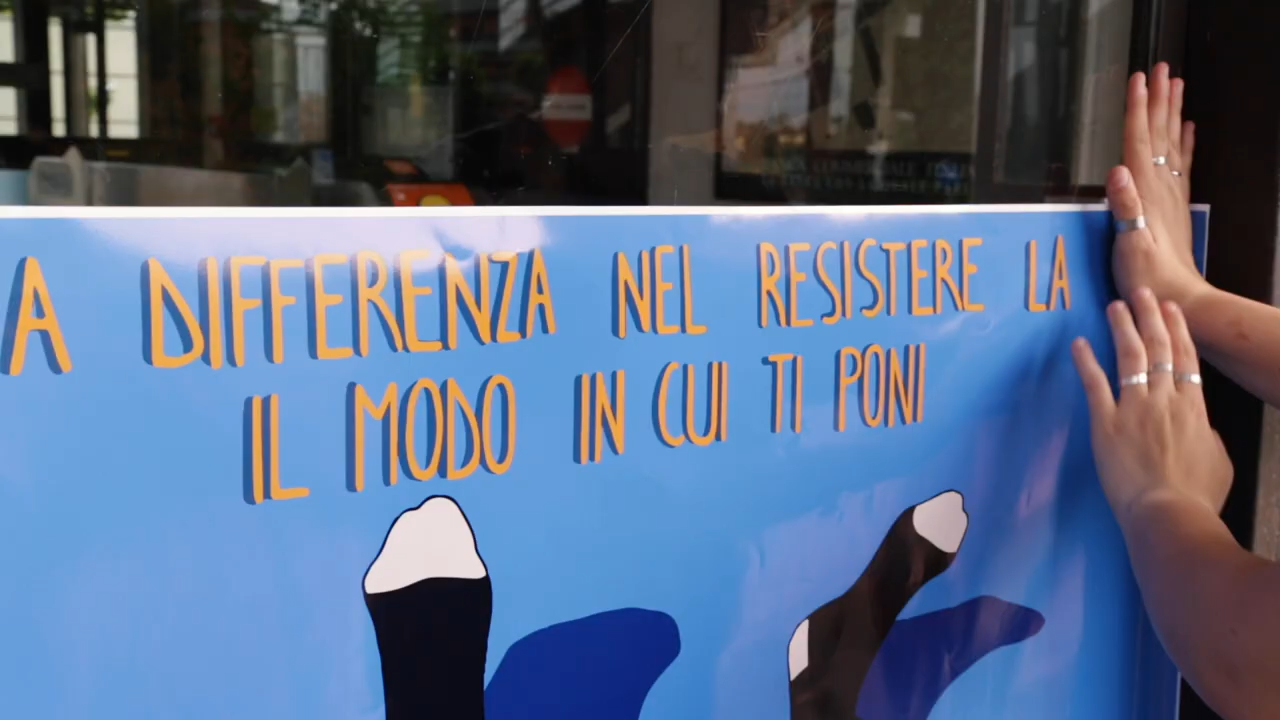 A DIFFERENZA NEL RESISTERE LA
IL MODO IN CUI TI PONI